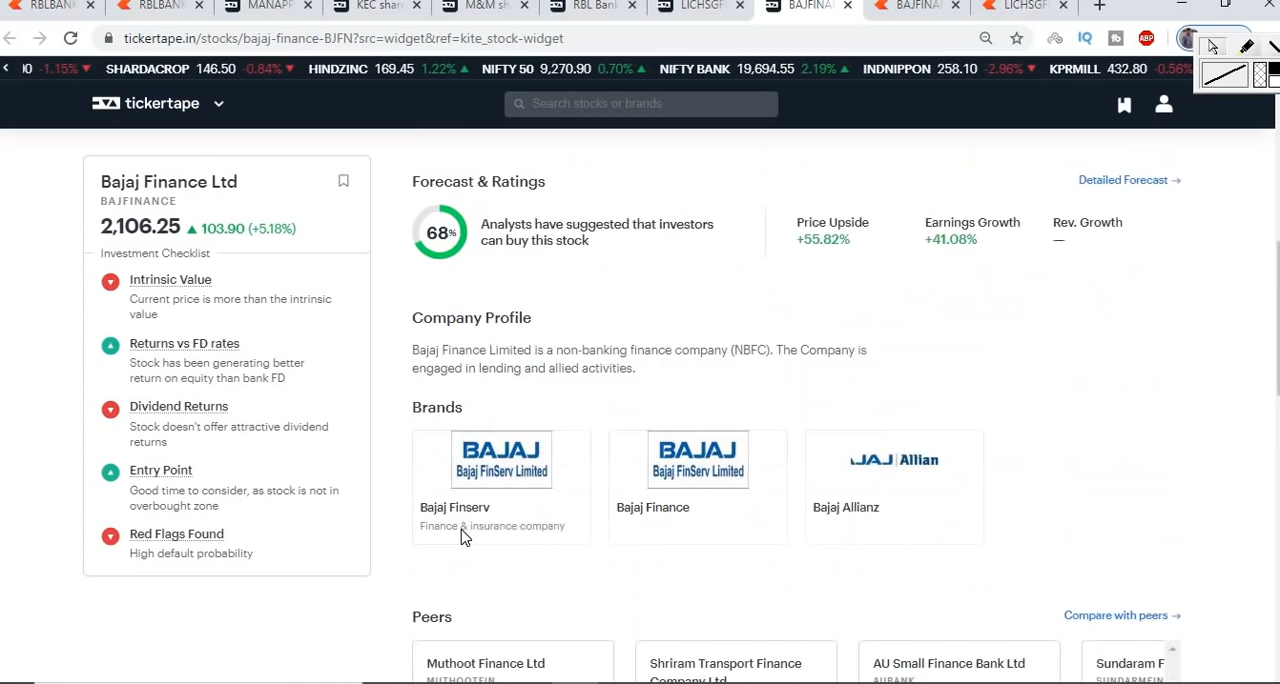 RBLBANK
RBLBANK
MANAPP
KEC shar
M&M sh
RBL Ban
LICHSGF
BAJFINA
BAJFINA
LICHSGF
tickertape.in/stocks/bajaj-finance-BJFN?src=widget&ref=kite_stock-widget
IQ
ABP
-1.15% SHARDACROP 146.50 -0.84% HINDZINC 169.45 1.22% NIFTY 50 9,270.90 0.70% NIFTY BANK 19,694.55 2.19% INDNIPPON 258.10 -2.96% KPRMILL 432.80 -0.56%
tickertape
Search stocks or brands
Bajaj Finance Ltd
BAJFINANCE
2,106.25 103.90 (+5.18%)
Investment Checklist
Intrinsic Value
Current price is more than the intrinsic
value
Returns vs FD rates
Stock has been generating better
return on equity than bank FD
Dividend Returns
Stock doesn't offer attractive dividend
returns
Entry Point
Good time to consider, as stock is not in
overbought zone
Red Flags Found
High default probability
Forecast & Ratings
Detailed Forecast →
68%
Analysts have suggested that investors
can buy this stock
Price Upside
+55.82%
Earnings Growth
+41.08%
Rev. Growth
—
Company Profile
Bajaj Finance Limited is a non-banking finance company (NBFC). The Company is
engaged in lending and allied activities.
Brands
BAJAJ
Bajaj FinServ Limited
Bajaj Finserv
Finance & insurance company
BAJAJ
Bajaj FinServ Limited
Bajaj Finance
AJAJ Allian
Bajaj Allianz
Peers
Compare with peers →
Muthoot Finance Ltd
MUTHOOTFIN
Shriram Transport Finance
Company Ltd
AU Small Finance Bank Ltd
AUBANK
Sundaram F
SUNDARMFIN